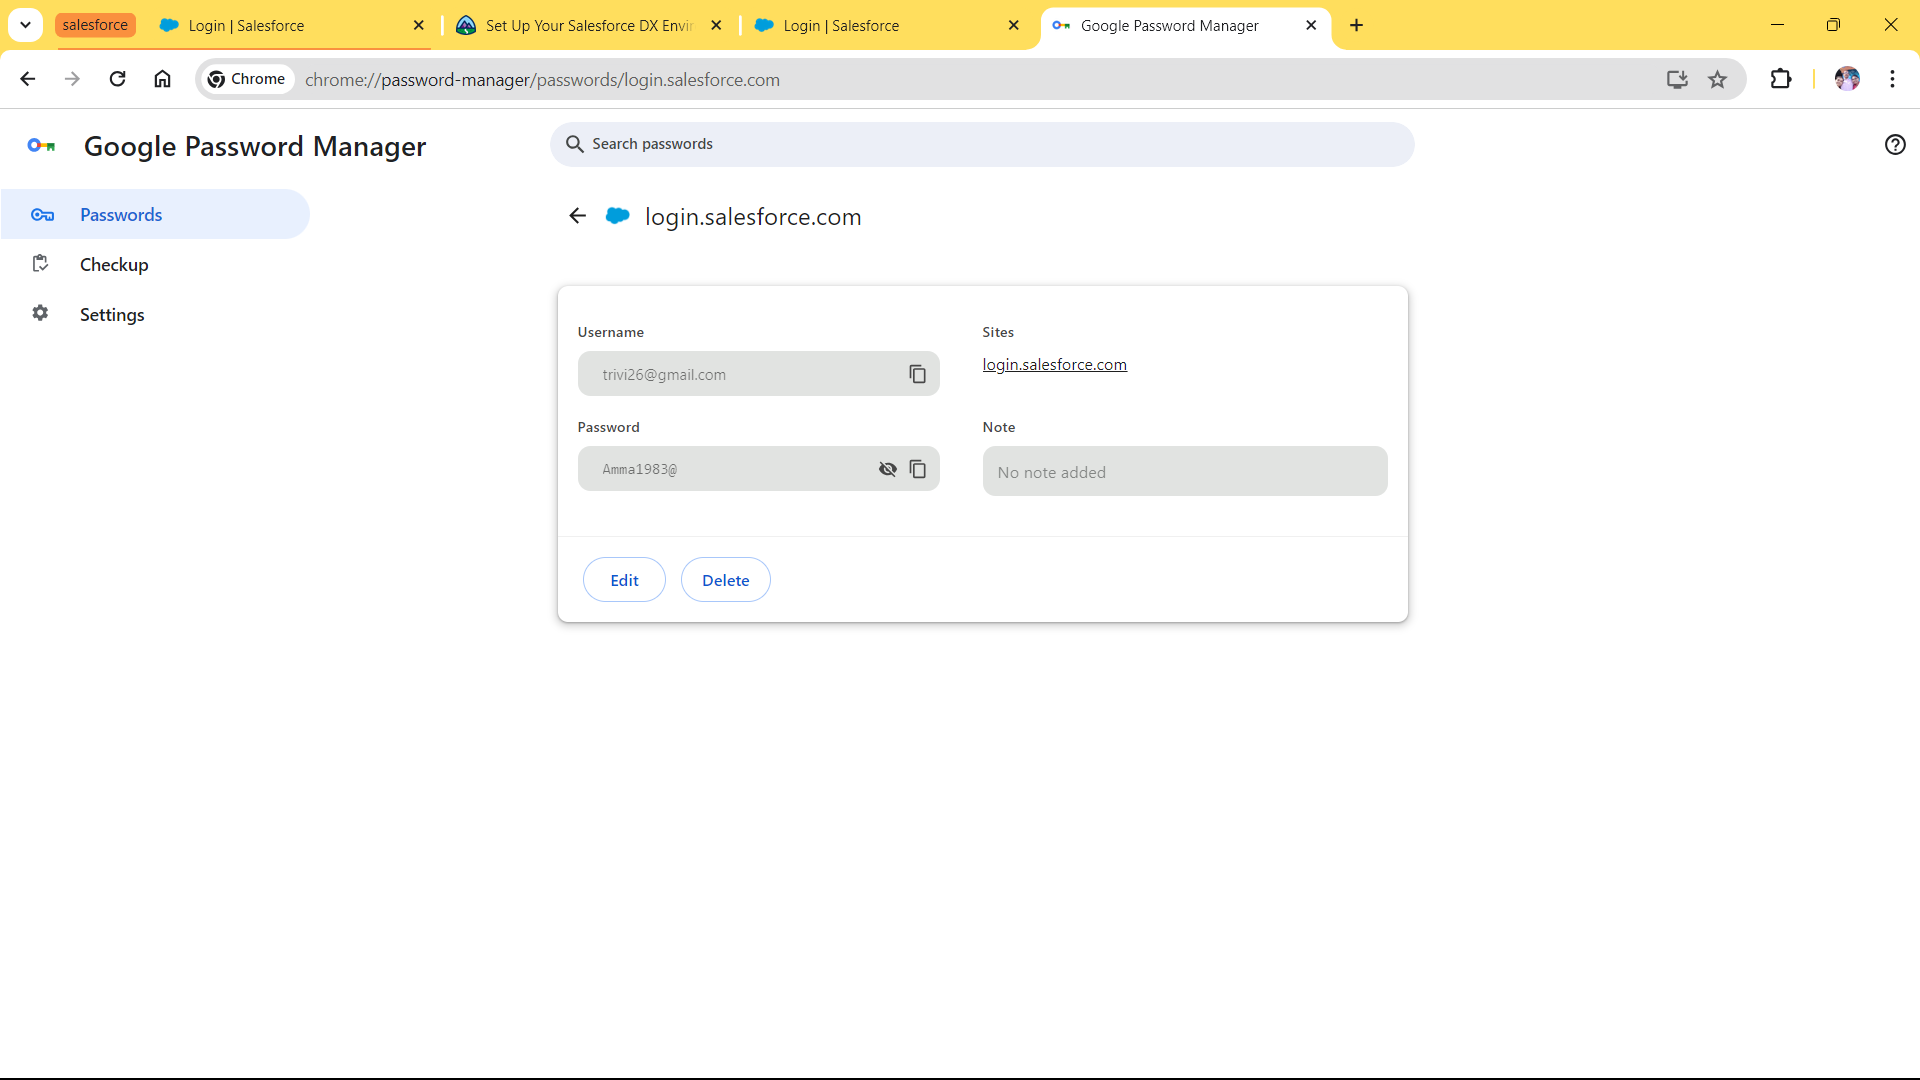 salesforce
Login | Salesforce
Set Up Your Salesforce DX Envir
Login | Salesforce
Google Password Manager
Chrome
chrome://password-manager/passwords/login.salesforce.com
Google Password Manager
Search passwords
Passwords
Checkup
Settings
login.salesforce.com
Username
trivi26@gmail.com
Sites
login.salesforce.com
Password
Amma1983@
Note
No note added
Edit
Delete